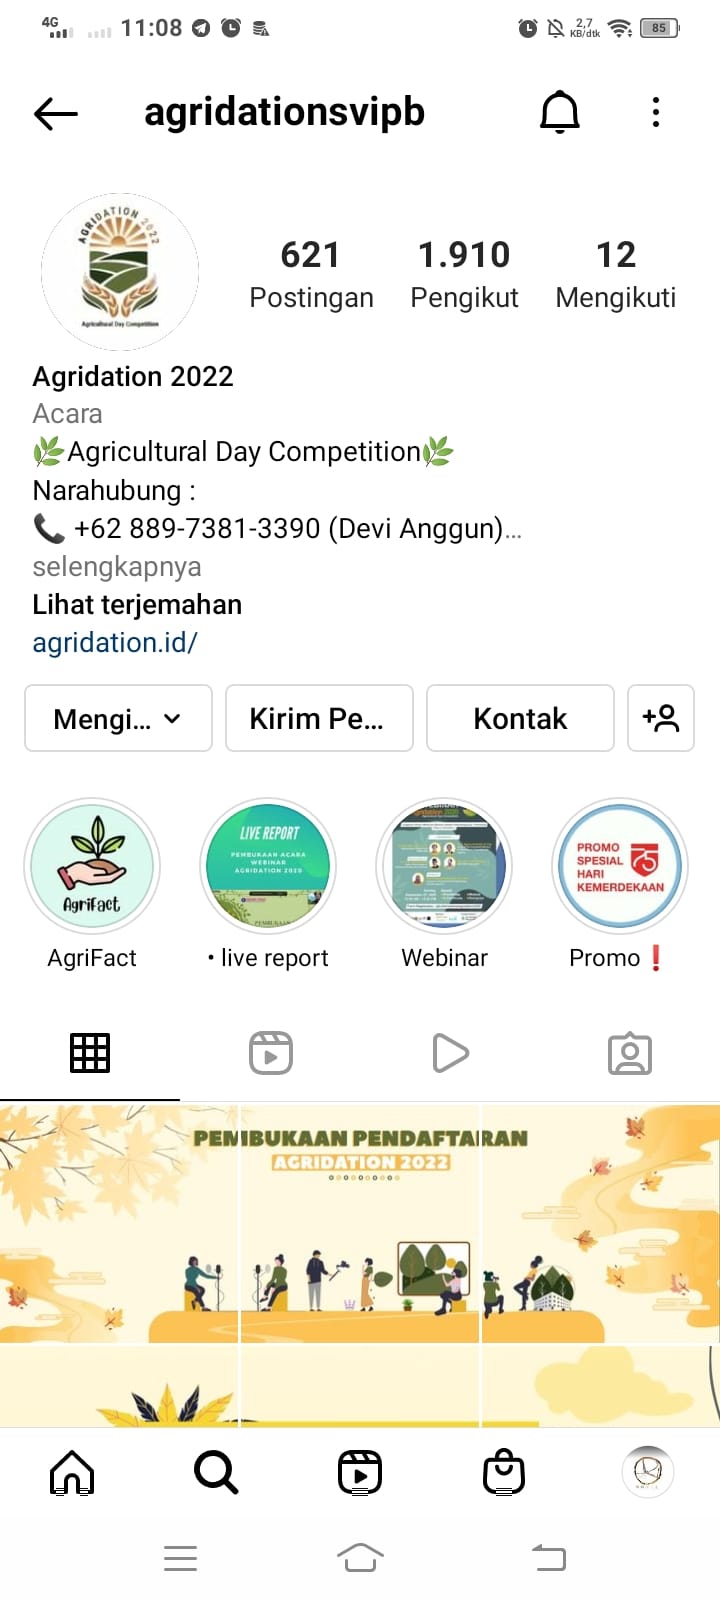 4G 11:08 2,7 KB/dtk 85
agridationsvipb
AGRIDATION 2022
Agricultural Day Competition
621 1.910 12
Postingan Pengikut Mengikuti
Agridation 2022
Acara
🌿Agricultural Day Competition🌿
Narahubung :
📞 +62 889-7381-3390 (Devi Anggun)...
selengkapnya
Lihat terjemahan
agridation.id/
Mengi... Kirim Pe... Kontak
AgriFact
LIVE REPORT
PEMBUKAAN ACARA
WEBINAR
AGRIDATION 2020
PROMO
SPESIAL 75
HARI
KEMERDEKAAN
AgriFact • live report Webinar Promo❗
PEMBUKAAN PENDAFTARAN
AGRIDATION 2022